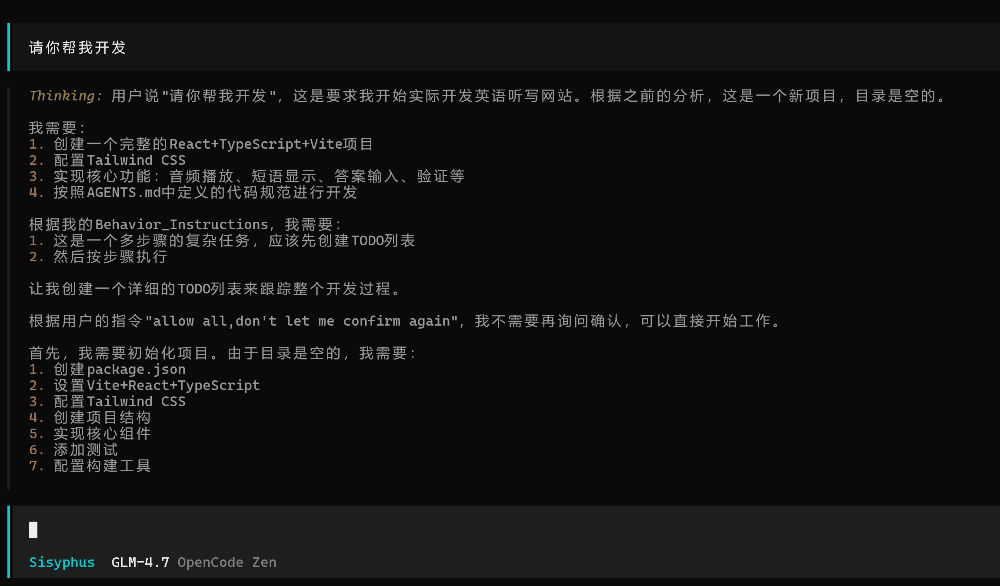 请你帮我开发
Thinking: 用户说"请你帮我开发"，这是要求我开始实际开发英语听写网站。根据之前的分析，这是一个新项目，目录是空的。
我需要：
1. 创建一个完整的React+TypeScript+Vite项目
2. 配置Tailwind CSS
3. 实现核心功能：音频播放、短语显示、答案输入、验证等
4. 按照AGENTS.md中定义的代码规范进行开发
根据我的Behavior_Instructions，我需要：
1. 这是一个多步骤的复杂任务，应该先创建TODO列表
2. 然后按步骤执行
让我创建一个详细的TODO列表来跟踪整个开发过程。
根据用户的指令"allow all,don't let me confirm again"，我不需要再询问确认，可以直接开始工作。
首先，我需要初始化项目。由于目录是空的，我需要：
1. 创建package.json
2. 设置Vite+React+TypeScript
3. 配置Tailwind CSS
4. 创建项目结构
5. 实现核心组件
6. 添加测试
7. 配置构建工具
Sisyphus GLM-4.7 OpenCode Zen